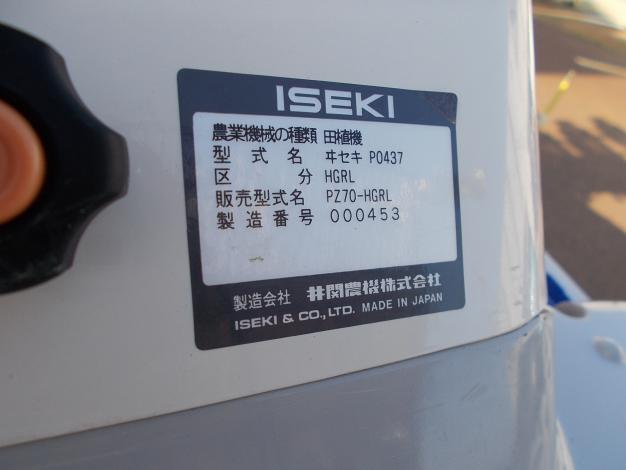 ISEKI
農業機械の種類 田植機
型式名 ヰセキ P0437
区分 HGRL
販売型式名 PZ70-HGRL
製造番号 000453
製造会社 井関農機株式会社
ISEKI & CO., LTD. MADE IN JAPAN